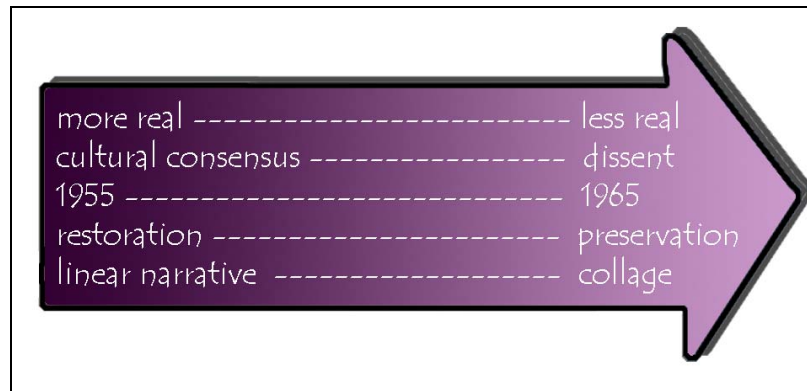 more real ------------------------- less real
cultural consensus ----------------- dissent
1955 ----------------------------- 1965
restoration ----------------------- preservation
linear narrative ------------------- collage